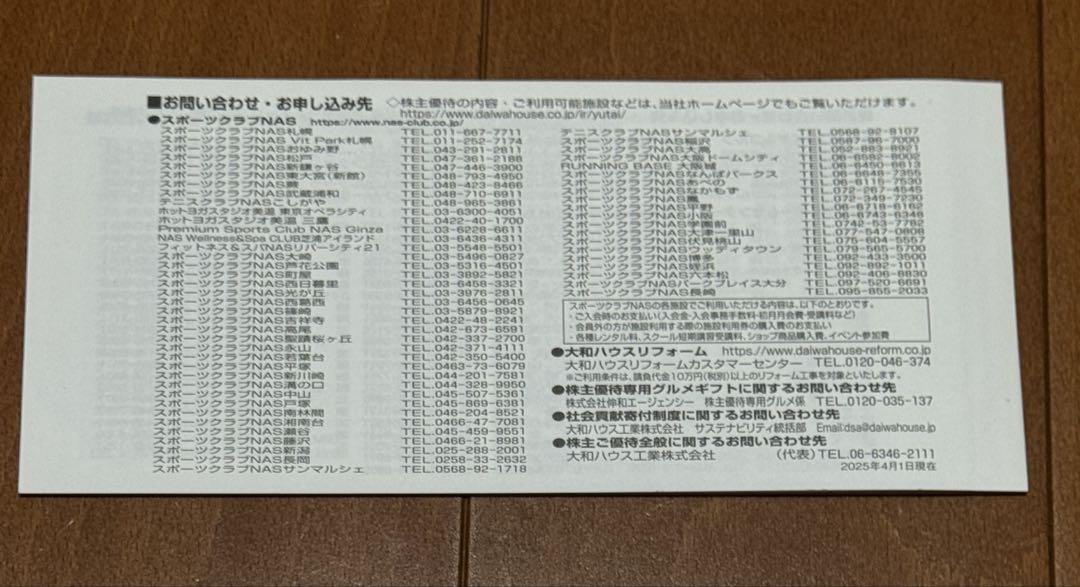 ■お問い合わせ・お申し込み先 ◇株主優待の内容・ご利用可能施設などは、当社ホームページでもご覧いただけます。
https://www.daiwahouse.co.jp/ir/yutai/
●スポーツクラブNAS https://www.nas-club.co.jp/
スポーツクラブNAS札幌 TEL.011-667-7711
スポーツクラブNAS Vit Park札幌 TEL.011-252-7174
スポーツクラブNASおゆみ野 TEL.043-291-2811
スポーツクラブNAS松戸 TEL.047-361-2188
スポーツクラブNAS新鎌ヶ谷 TEL.047-446-3900
スポーツクラブNAS東大宮(新館) TEL.048-793-4950
スポーツクラブNAS蕨 TEL.048-423-8466
スポーツクラブNAS武蔵浦和 TEL.048-710-6911
テニスクラブNASこしがや TEL.048-965-3861
ホットヨガスタジオ美温 東京オペラシティ TEL.03-6300-4051
ホットヨガスタジオ美温 三鷹 TEL.0422-40-1700
Premium Sports Club NAS Ginza TEL.03-6228-6611
NAS Wellness&Spa CLUB芝浦アイランド TEL.03-6436-4311
フィットネス&スパNASリバーシティ21 TEL.03-5548-5501
スポーツクラブNAS大崎 TEL.03-5496-0827
スポーツクラブNAS芦花公園 TEL.03-5316-4501
スポーツクラブNAS町屋 TEL.03-3892-5821
スポーツクラブNAS西日暮里 TEL.03-6458-3321
スポーツクラブNAS光が丘 TEL.03-3976-2811
スポーツクラブNAS西葛西 TEL.03-6456-0645
スポーツクラブNAS篠崎 TEL.03-5879-8921
スポーツクラブNAS吉祥寺 TEL.0422-48-2241
スポーツクラブNAS高尾 TEL.042-673-6591
スポーツクラブNAS聖蹟桜ヶ丘 TEL.042-337-2700
スポーツクラブNAS永山 TEL.042-371-4111
スポーツクラブNAS若葉台 TEL.042-350-5400
スポーツクラブNAS平塚 TEL.0463-73-6079
スポーツクラブNAS新川崎 TEL.044-201-7581
スポーツクラブNAS溝の口 TEL.044-328-9950
スポーツクラブNAS中山 TEL.045-507-5361
スポーツクラブNAS戸塚 TEL.045-869-6381
スポーツクラブNAS南林間 TEL.046-204-8521
スポーツクラブNAS湘南台 TEL.0466-47-7081
スポーツクラブNAS瀬谷 TEL.045-459-9551
スポーツクラブNAS藤沢 TEL.0466-21-8981
スポーツクラブNAS新潟 TEL.025-288-2001
スポーツクラブNAS長岡 TEL.0258-33-2632
スポーツクラブNASサンマルシェ TEL.0568-92-1718
テニスクラブNASサンマルシェ TEL.0568-92-8107
スポーツクラブNAS稲沢 TEL.0587-96-7000
スポーツクラブNAS大高 TEL.052-883-8921
スポーツクラブNAS大阪ドームシティ TEL.06-6582-8002
RUNNING BASE 大阪城 TEL.06-6450-6613
スポーツクラブNASなんばパークス TEL.06-6648-7355
スポーツクラブNASあべの TEL.06-6115-7530
スポーツクラブNASなかもず TEL.072-267-4545
スポーツクラブNAS鳳 TEL.072-349-7230
スポーツクラブNAS平野 TEL.06-6718-6162
スポーツクラブNAS小阪 TEL.06-6743-6346
スポーツクラブNAS学園前 TEL.0742-53-7762
スポーツクラブNAS大津一里山 TEL.077-547-0808
スポーツクラブNAS伏見桃山 TEL.075-604-5557
スポーツクラブNASウッディタウン TEL.079-565-5700
スポーツクラブNAS博多 TEL.092-433-3500
スポーツクラブNAS姪浜 TEL.092-892-1011
スポーツクラブNAS六本松 TEL.092-406-8830
スポーツクラブNASパークプレイス大分 TEL.097-520-6691
スポーツクラブNAS長崎 TEL.095-855-2033
スポーツクラブNASの各施設でご利用いただける内容は、以下のとおりです。
・ご入会時のお支払い(入会金・入会事務手数料・初月月会費・受講料など)
・会員外の方が施設利用する際の施設利用券の購入費のお支払い
・各種レンタル料、スクール短期講習受講料、ショップ商品購入費、イベント参加費
●大和ハウスリフォーム https://www.daiwahouse-reform.co.jp
大和ハウスリフォームカスタマーセンター TEL.0120-046-374
※ご利用条件は、請負代金10万円(税別)以上のリフォーム工事を対象といたします。
●株主優待専用グルメギフトに関するお問い合わせ先
株式会社伸和エージェンシー 株主優待専用グルメ係 TEL.0120-035-137
●社会貢献寄付制度に関するお問い合わせ先
大和ハウス工業株式会社 サステナビリティ統括部 Email:dsa@daiwahouse.jp
●株主ご優待全般に関するお問い合わせ先
大和ハウス工業株式会社 (代表)TEL.06-6346-2111
2025年4月1日現在